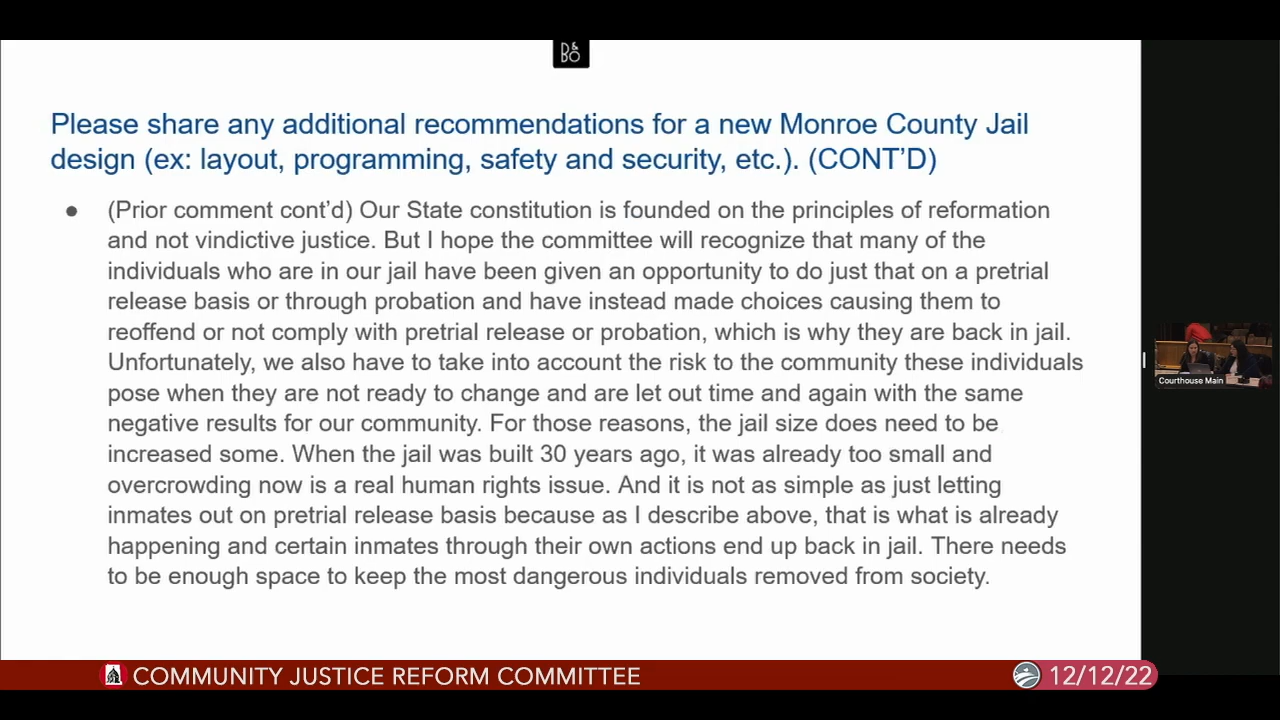 B&
BO
Please share any additional recommendations for a new Monroe County Jail
design (ex: layout, programming, safety and security, etc.). (CONT'D)
● (Prior comment cont'd) Our State constitution is founded on the principles of reformation
and not vindictive justice. But I hope the committee will recognize that many of the
individuals who are in our jail have been given an opportunity to do just that on a pretrial
release basis or through probation and have instead made choices causing them to
reoffend or not comply with pretrial release or probation, which is why they are back in jail.
Unfortunately, we also have to take into account the risk to the community these individuals
pose when they are not ready to change and are let out time and again with the same
negative results for our community. For those reasons, the jail size does need to be
increased some. When the jail was built 30 years ago, it was already too small and
overcrowding now is a real human rights issue. And it is not as simple as just letting
inmates out on pretrial release basis because as I describe above, that is what is already
happening and certain inmates through their own actions end up back in jail. There needs
to be enough space to keep the most dangerous individuals removed from society.
Courthouse Main
COMMUNITY JUSTICE REFORM COMMITTEE
12/12/22